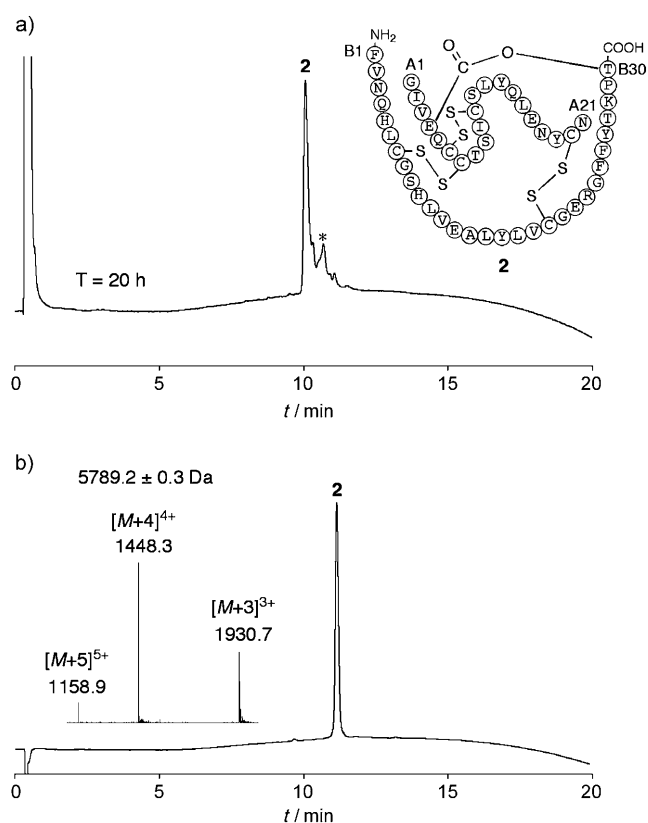 a)
2
*
T = 20 h
B1 NH2 A1 O C O COOH B30 A21
F V N Q H L C G S H L V E A L Y L V C G E R G F F Y T K P T
G I V E Q C C T S I C S L Y Q L E N Y C N
S S S S S S
2
0 5 10 15 20
t / min
b)
5789.2 ± 0.3 Da
2
[M+4]4+
1448.3
[M+3]3+
1930.7
[M+5]5+
1158.9
0 5 10 15 20
t / min